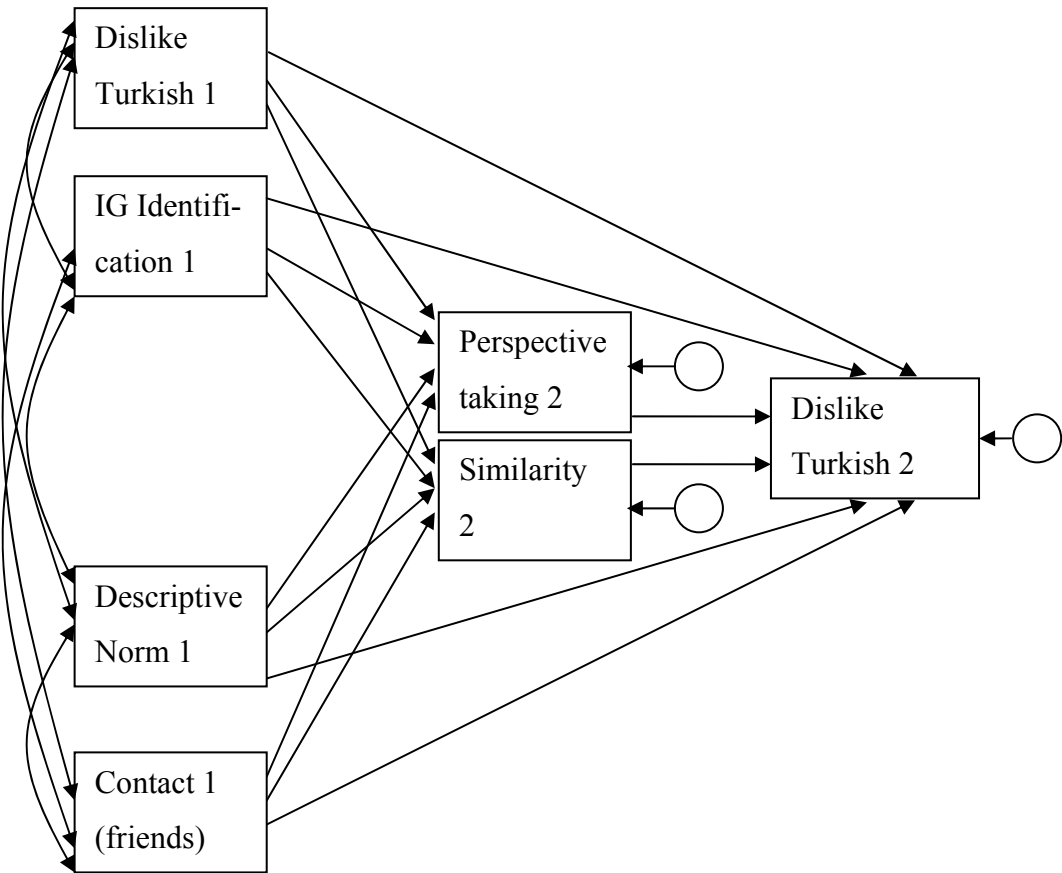 Dislike
Turkish 1
IG Identifi-
cation 1
Perspective
taking 2
Dislike
Turkish 2
Similarity
2
Descriptive
Norm 1
Contact 1
(friends)